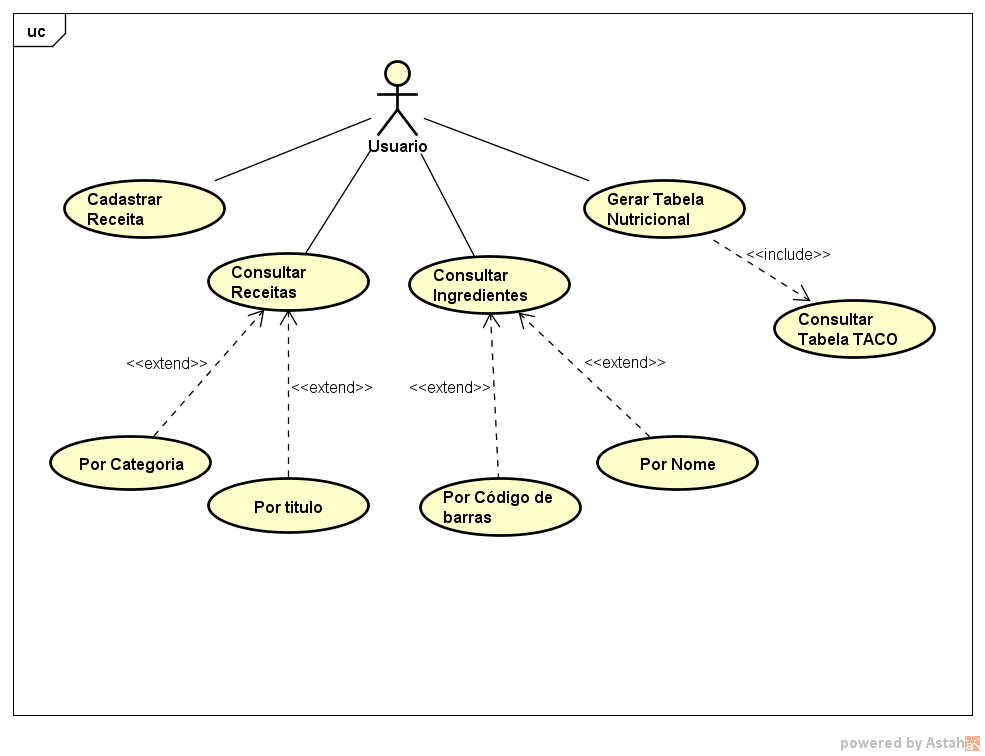 uc
Usuario
Cadastrar
Receita
Gerar Tabela
Nutricional
<<include>>
Consultar
Receitas
Consultar
Ingredientes
Consultar
Tabela TACO
<<extend>>
<<extend>>
<<extend>>
<<extend>>
Por Categoria
Por titulo
Por Código de
barras
Por Nome
powered by Astah